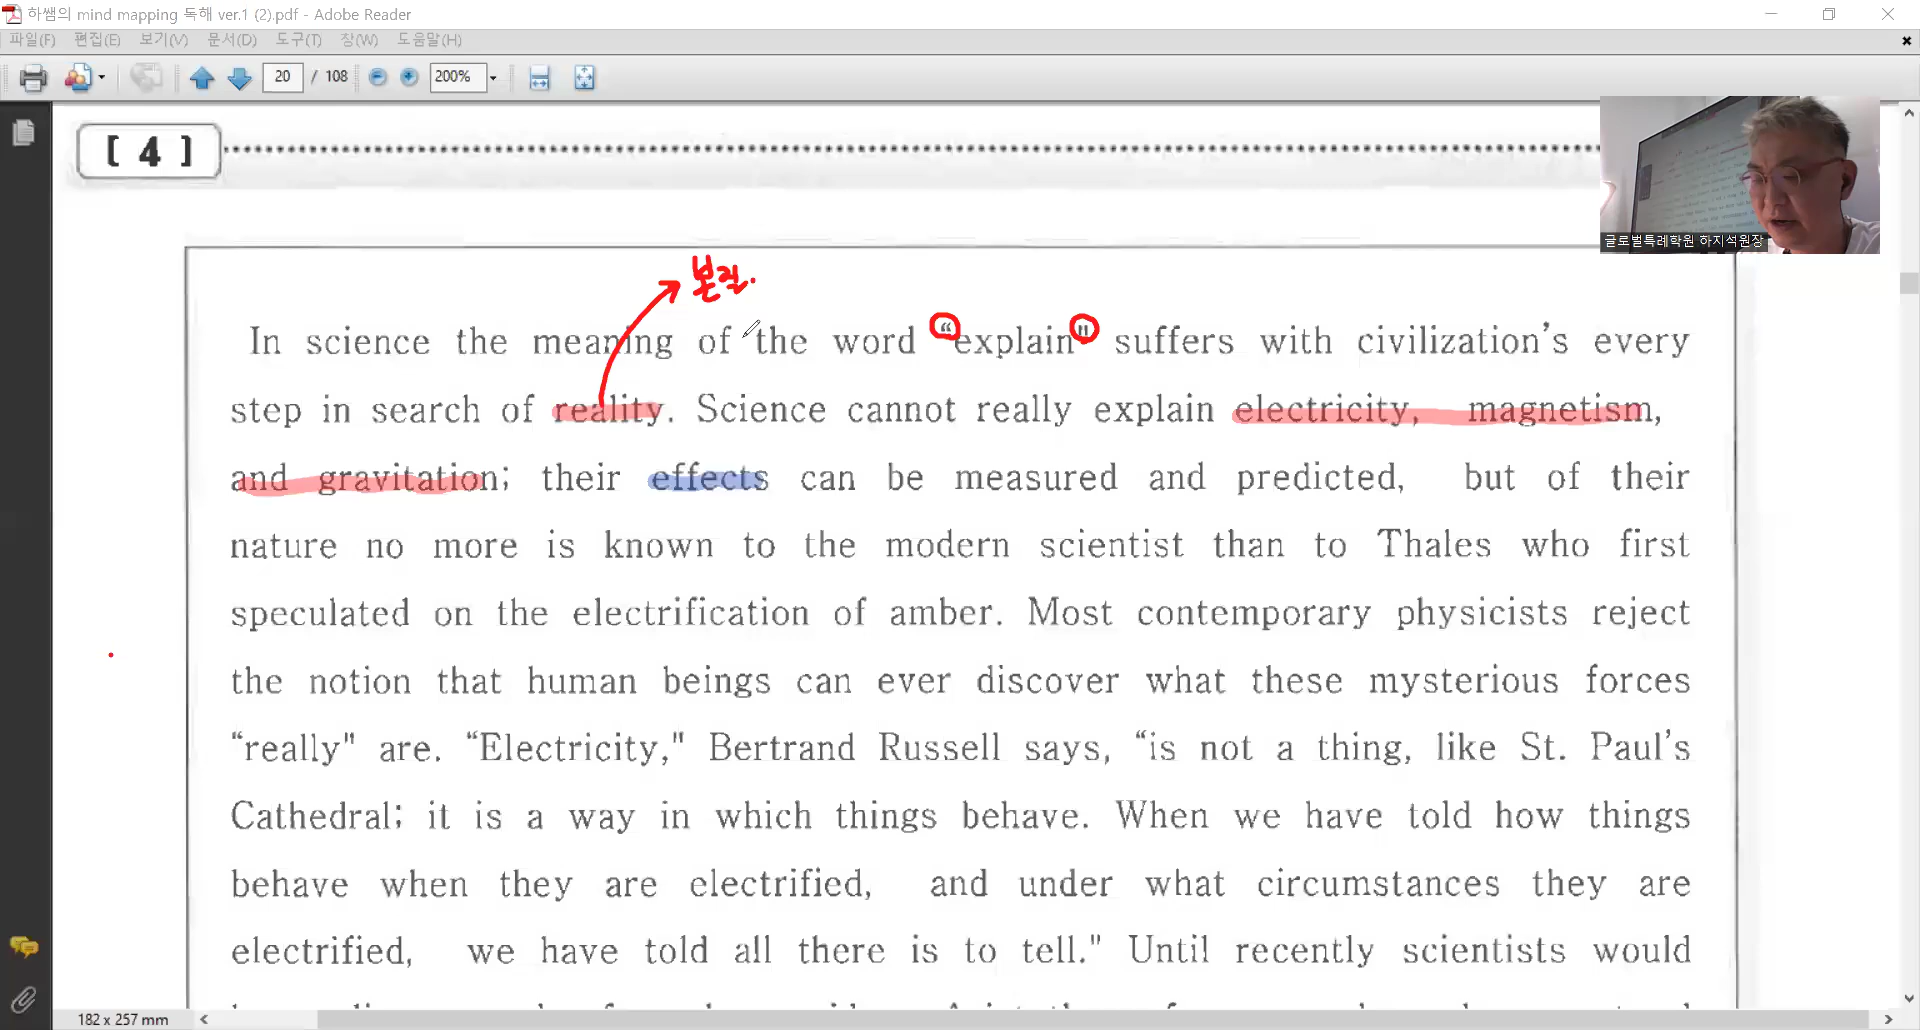 하쌤의 mind mapping 독해 ver.1 (2).pdf - Adobe Reader
파일(F) 편집(E) 보기(V) 문서(D) 도구(T) 창(W) 도움말(H)
20 / 108 200%
[ 4 ]
글로벌특례학원 하지석원장
본질.
In science the meaning of the word “explain" suffers with civilization’s every
step in search of reality. Science cannot really explain electricity, magnetism,
and gravitation; their effects can be measured and predicted, but of their
nature no more is known to the modern scientist than to Thales who first
speculated on the electrification of amber. Most contemporary physicists reject
the notion that human beings can ever discover what these mysterious forces
“really" are. “Electricity," Bertrand Russell says, “is not a thing, like St. Paul’s
Cathedral; it is a way in which things behave. When we have told how things
behave when they are electrified, and under what circumstances they are
electrified, we have told all there is to tell." Until recently scientists would
182 x 257 mm